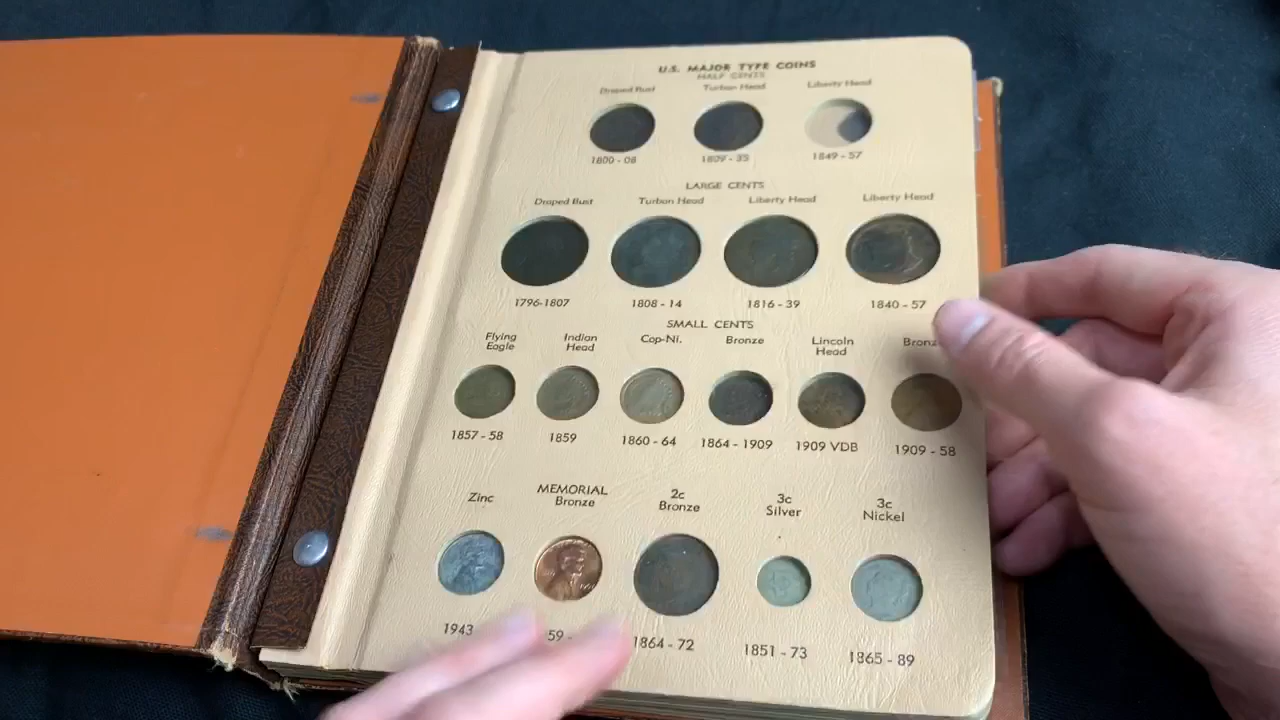 U.S. MAJOR TYPE COINS
HALF CENTS
Draped Bust Turban Head Liberty Head
1800 - 08 1809 - 35 1849 - 57
LARGE CENTS
Draped Bust Turban Head Liberty Head Liberty Head
1796-1807 1808 - 14 1816 - 39 1840 - 57
SMALL CENTS
Flying Eagle Indian Head Cop-Ni. Bronze Lincoln Head Bronz
1857 - 58 1859 1860 - 64 1864 - 1909 1909 VDB 1909 - 58
Zinc MEMORIAL Bronze 2c Bronze 3c Silver 3c Nickel
1943 59 - 1864 - 72 1851 - 73 1865 - 89